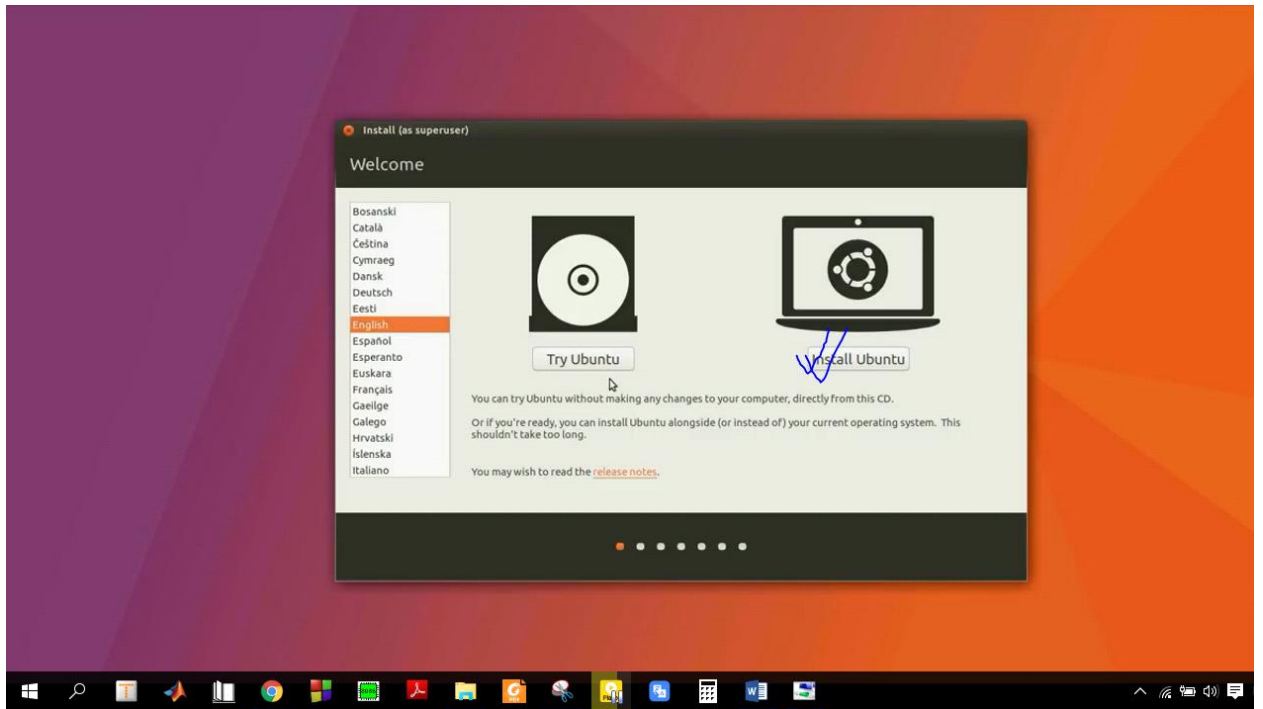 Install (as superuser)
Welcome
Bosanski
Català
Čeština
Cymraeg
Dansk
Deutsch
Eesti
English
Español
Esperanto
Euskara
Français
Gaeilge
Galego
Hrvatski
Íslenska
Italiano
Try Ubuntu
Install Ubuntu
You can try Ubuntu without making any changes to your computer, directly from this CD.
Or if you're ready, you can install Ubuntu alongside (or instead of) your current operating system. This
shouldn't take too long.
You may wish to read the release notes.